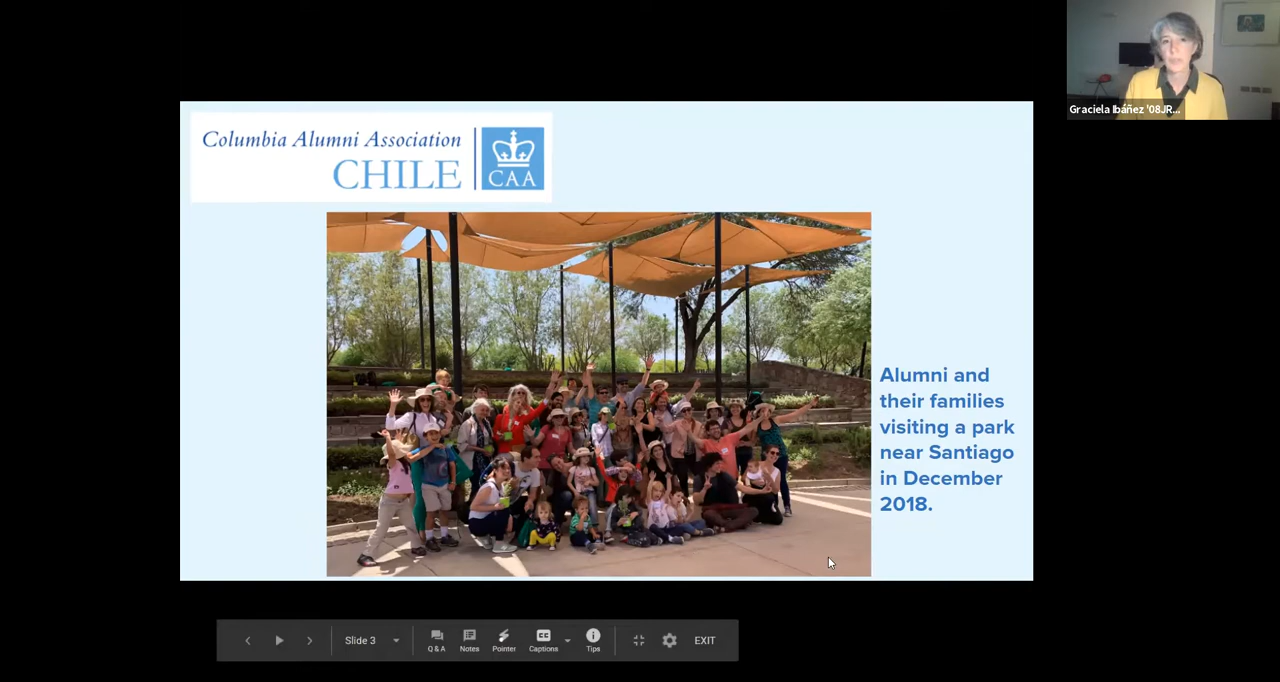 Graciela Ibáñez '08JR...
Columbia Alumni Association
CHILE
CAA
Alumni and
their families
visiting a park
near Santiago
in December
2018.
Slide 3
Q & A
Notes
Pointer
CC
Captions
Tips
EXIT